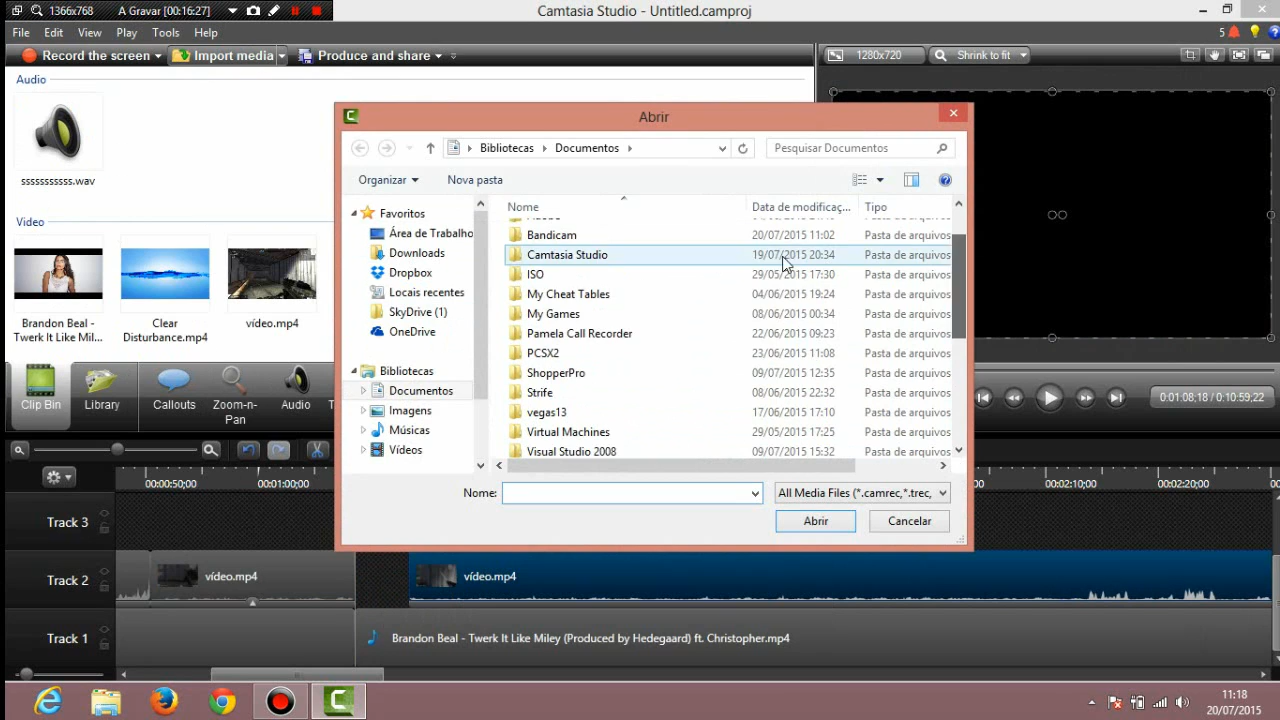 1366x768 A Gravar [00:16:27]
Camtasia Studio - Untitled.camproj
File Edit View Play Tools Help
5
Record the screen Import media Produce and share
1280x720 Shrink to fit
Audio
sssssssssss.wav
Video
Brandon Beal -
Twerk It Like Mil...
Clear
Disturbance.mp4
vídeo.mp4
Clip Bin
Library
Callouts
Zoom-n-
Pan
Audio
T
Abrir
Bibliotecas Documentos
Pesquisar Documentos
Organizar Nova pasta
Favoritos
Área de Trabalho
Downloads
Dropbox
Locais recentes
SkyDrive (1)
OneDrive
Bibliotecas
Documentos
Imagens
Músicas
Vídeos
Nome Data de modificaç... Tipo
Bandicam 20/07/2015 11:02 Pasta de arquivos
Camtasia Studio 19/07/2015 20:34 Pasta de arquivos
ISO 29/05/2015 17:30 Pasta de arquivos
My Cheat Tables 04/06/2015 19:24 Pasta de arquivos
My Games 08/06/2015 00:34 Pasta de arquivos
Pamela Call Recorder 22/06/2015 09:23 Pasta de arquivos
PCSX2 23/06/2015 11:08 Pasta de arquivos
ShopperPro 09/07/2015 12:35 Pasta de arquivos
Strife 08/06/2015 22:32 Pasta de arquivos
vegas13 17/06/2015 17:10 Pasta de arquivos
Virtual Machines 29/05/2015 17:25 Pasta de arquivos
Visual Studio 2008 09/07/2015 15:32 Pasta de arquivos
Nome: All Media Files (*.camrec,*.trec,
Abrir Cancelar
0:01:08;18 / 0:10:59;22
00:00:50;00 00:01:00;00 00:02:10;00 00:02:20;00
Track 3
Track 2
vídeo.mp4 vídeo.mp4
Track 1
Brandon Beal - Twerk It Like Miley (Produced by Hedegaard) ft. Christopher.mp4
11:18
20/07/2015